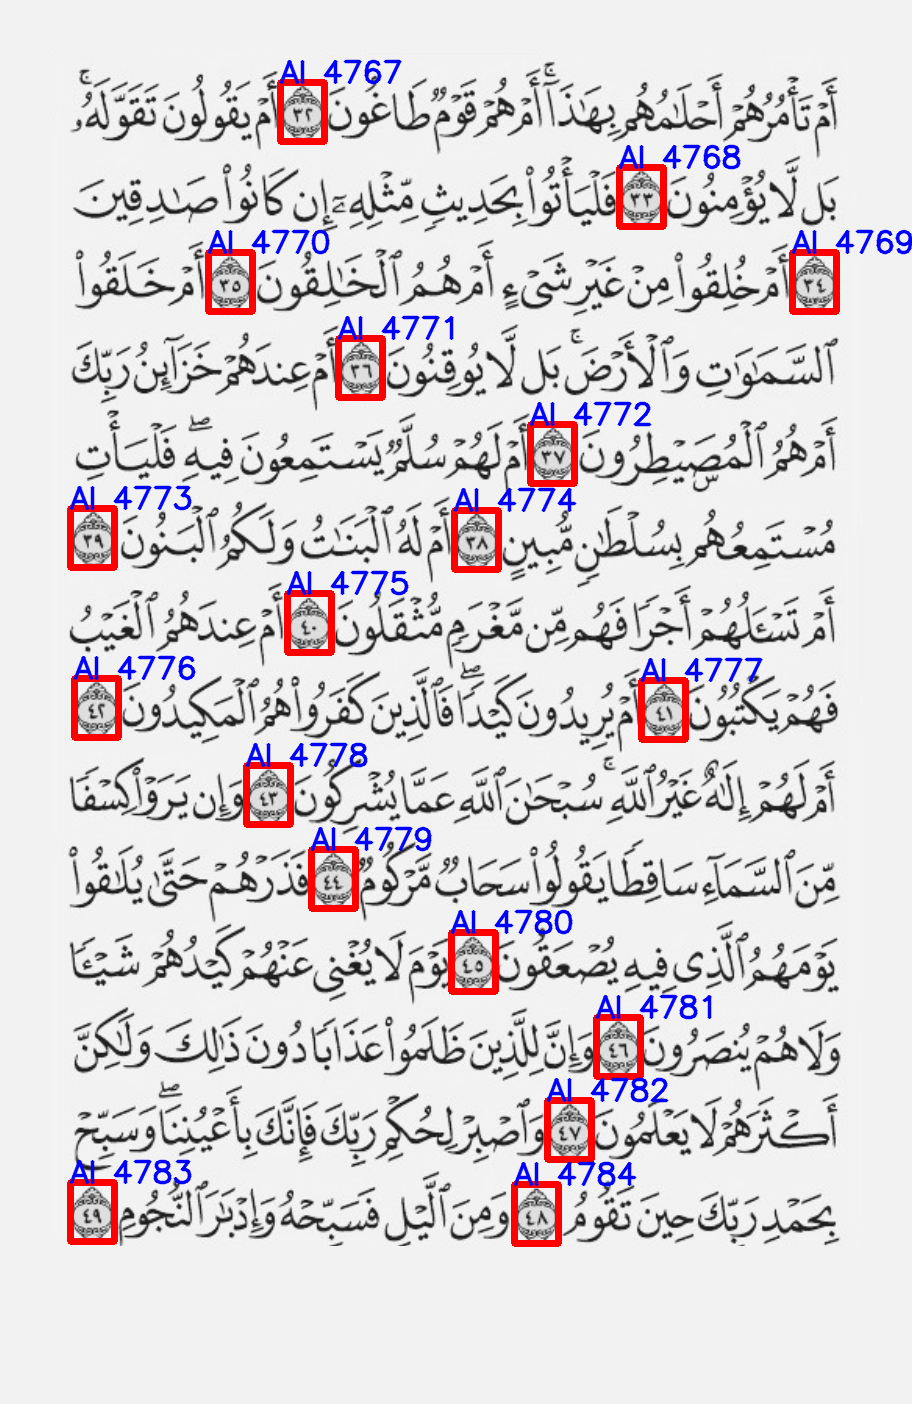 AI 4767
أَمْ تَأْمُرُهُمْ أَحْلَٰمُهُم بِهَٰذَآ ۚ أَمْ هُمْ قَوْمٌ طَاغُونَ ٣٢ أَمْ يَقُولُونَ تَقَوَّلَهُۥ ۚ
AI 4768
بَل لَّا يُؤْمِنُونَ ٣٣ فَلْيَأْتُوا۟ بِحَدِيثٍ مِّثْلِهِۦٓ إِن كَانُوا۟ صَٰدِقِينَ
AI 4769 AI 4770
٣٤ أَمْ خُلِقُوا۟ مِنْ غَيْرِ شَىْءٍ أَمْ هُمُ ٱلْخَٰلِقُونَ ٣٥ أَمْ خَلَقُوا۟
AI 4771
ٱلسَّمَٰوَٰتِ وَٱلْأَرْضَ ۚ بَل لَّا يُوقِنُونَ ٣٦ أَمْ عِندَهُمْ خَزَآئِنُ رَبِّكَ
AI 4772
أَمْ هُمُ ٱلْمُصَۣيْطِرُونَ ٣٧ أَمْ لَهُمْ سُلَّمٌ يَسْتَمِعُونَ فِيهِ ۖ فَلْيَأْتِ
AI 4774 AI 4773
مُسْتَمِعُهُم بِسُلْطَٰنٍ مُّبِينٍ ٣٨ أَمْ لَهُ ٱلْبَنَٰتُ وَلَكُمُ ٱلْبَنُونَ ٣٩
AI 4775
أَمْ تَسْـَٔلُهُمْ أَجْرًا فَهُم مِّن مَّغْرَمٍ مُّثْقَلُونَ ٤٠ أَمْ عِندَهُمُ ٱلْغَيْبُ
AI 4777 AI 4776
فَهُمْ يَكْتُبُونَ ٤١ أَمْ يُرِيدُونَ كَيْدًا ۖ فَٱلَّذِينَ كَفَرُوا۟ هُمُ ٱلْمَكِيدُونَ ٤٢
AI 4778
أَمْ لَهُمْ إِلَٰهٌ غَيْرُ ٱللَّهِ ۚ سُبْحَٰنَ ٱللَّهِ عَمَّا يُشْرِكُونَ ٤٣ وَإِن يَرَوْا۟ كِسْفًا
AI 4779
مِّنَ ٱلسَّمَآءِ سَاقِطًا يَقُولُوا۟ سَحَابٌ مَّرْكُومٌ ٤٤ فَذَرْهُمْ حَتَّىٰ يُلَٰقُوا۟
AI 4780
يَوْمَهُمُ ٱلَّذِى فِيهِ يُصْعَقُونَ ٤٥ يَوْمَ لَا يُغْنِى عَنْهُمْ كَيْدُهُمْ شَيْـًٔا
AI 4781
وَلَا هُمْ يُنصَرُونَ ٤٦ وَإِنَّ لِلَّذِينَ ظَلَمُوا۟ عَذَابًا دُونَ ذَٰلِكَ وَلَٰكِنَّ
AI 4782
أَكْثَرَهُمْ لَا يَعْلَمُونَ ٤٧ وَٱصْبِرْ لِحُكْمِ رَبِّكَ فَإِنَّكَ بِأَعْيُنِنَا ۖ وَسَبِّحْ
AI 4784 AI 4783
بِحَمْدِ رَبِّكَ حِينَ تَقُومُ ٤٨ وَمِنَ ٱلَّيْلِ فَسَبِّحْهُ وَإِدْبَٰرَ ٱلنُّجُومِ ٤٩